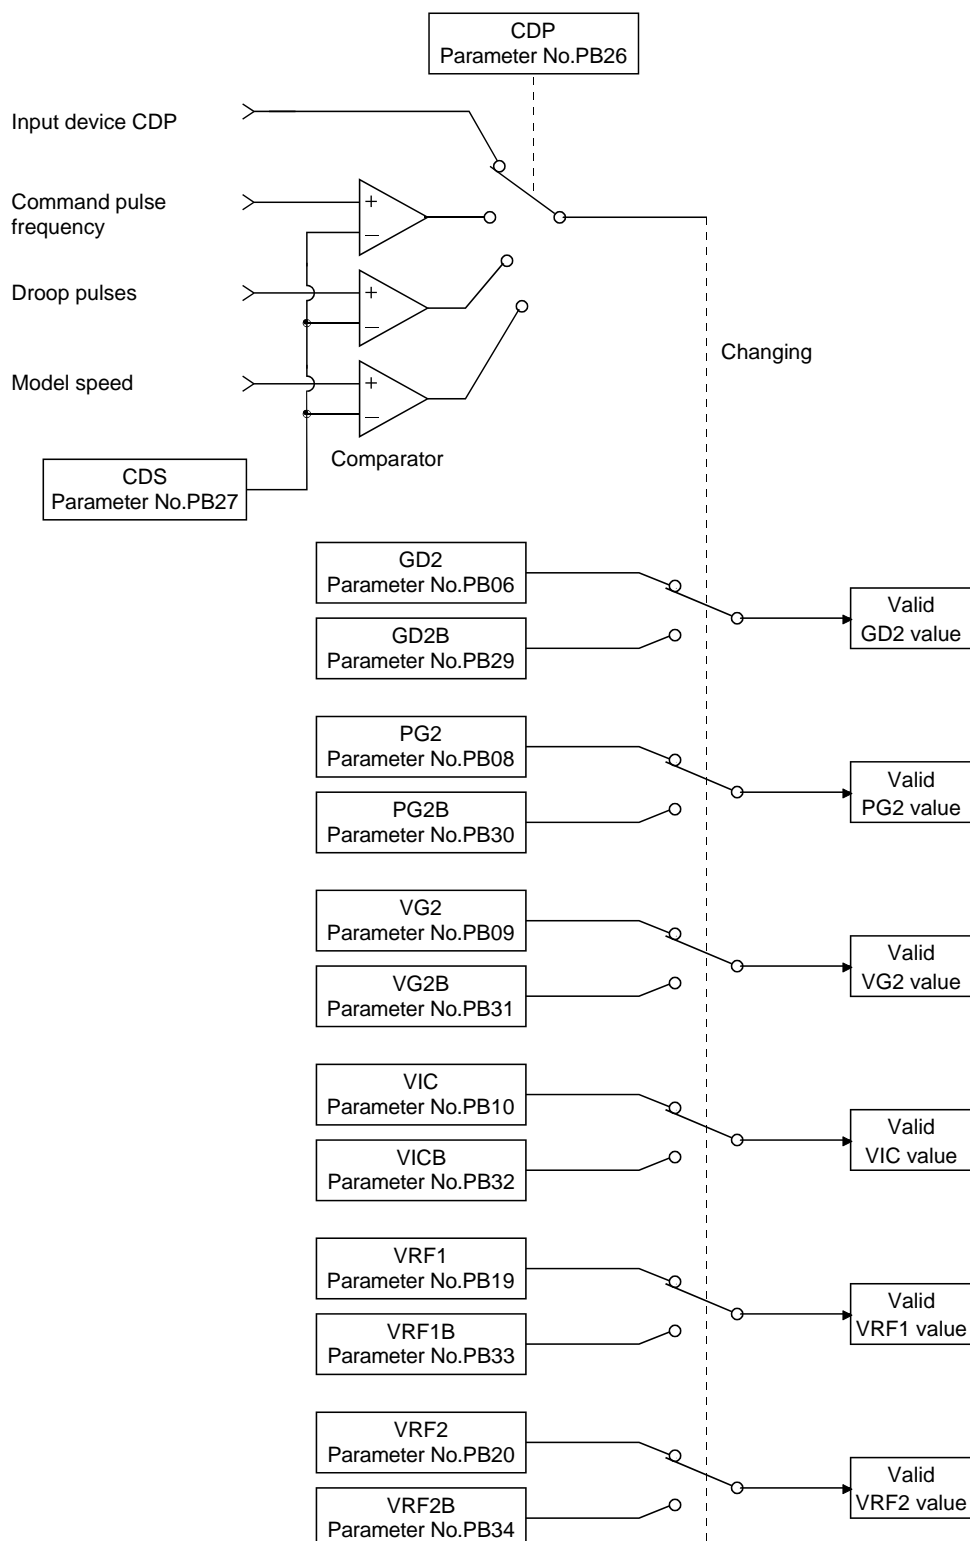 CDP
Parameter No.PB26
Input device CDP
Command pulse
frequency
+
−
Droop pulses
+
−
Changing
Model speed
+
−
Comparator
CDS
Parameter No.PB27
GD2
Parameter No.PB06
Valid
GD2 value
GD2B
Parameter No.PB29
PG2
Parameter No.PB08
Valid
PG2 value
PG2B
Parameter No.PB30
VG2
Parameter No.PB09
Valid
VG2 value
VG2B
Parameter No.PB31
VIC
Parameter No.PB10
Valid
VIC value
VICB
Parameter No.PB32
VRF1
Parameter No.PB19
Valid
VRF1 value
VRF1B
Parameter No.PB33
VRF2
Parameter No.PB20
Valid
VRF2 value
VRF2B
Parameter No.PB34